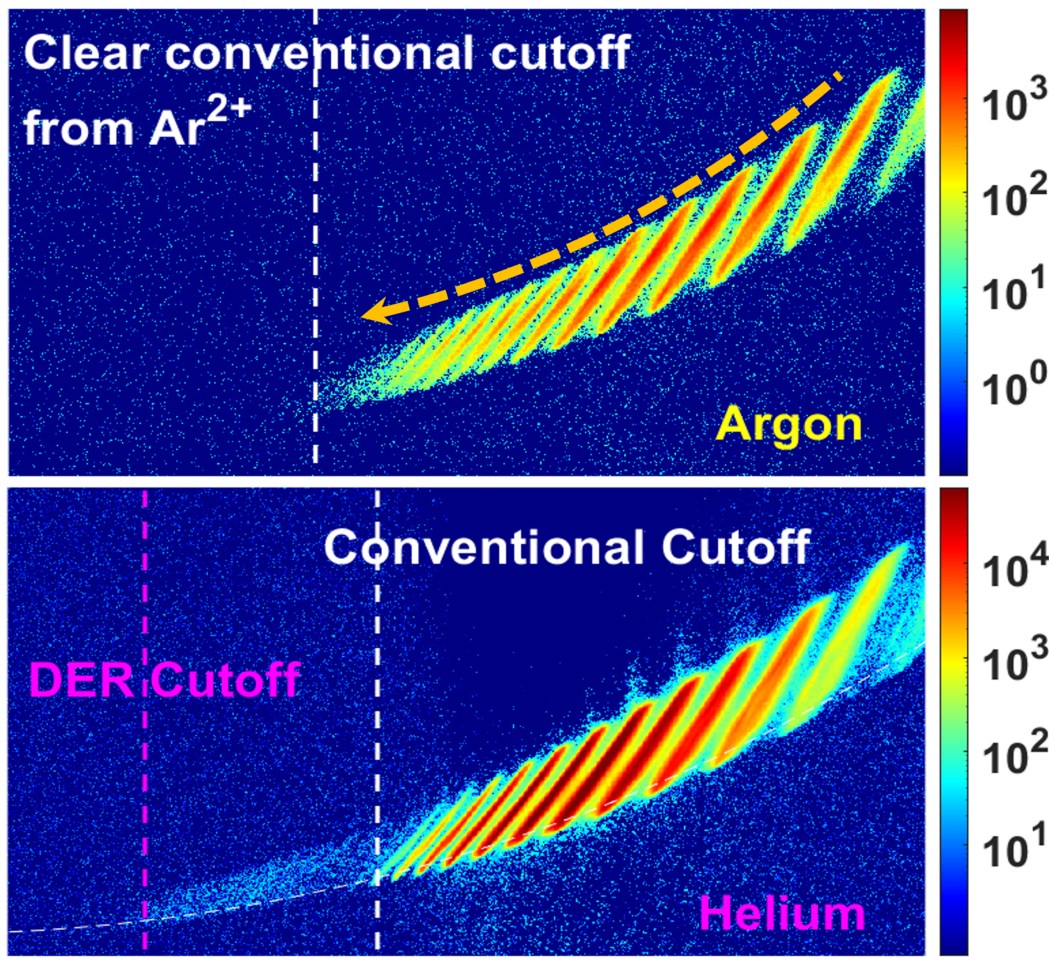 Clear conventional cutoff
from Ar²⁺
10³
10²
10¹
10⁰
Argon
Conventional Cutoff
10⁴
DER Cutoff
10³
10²
10¹
Helium